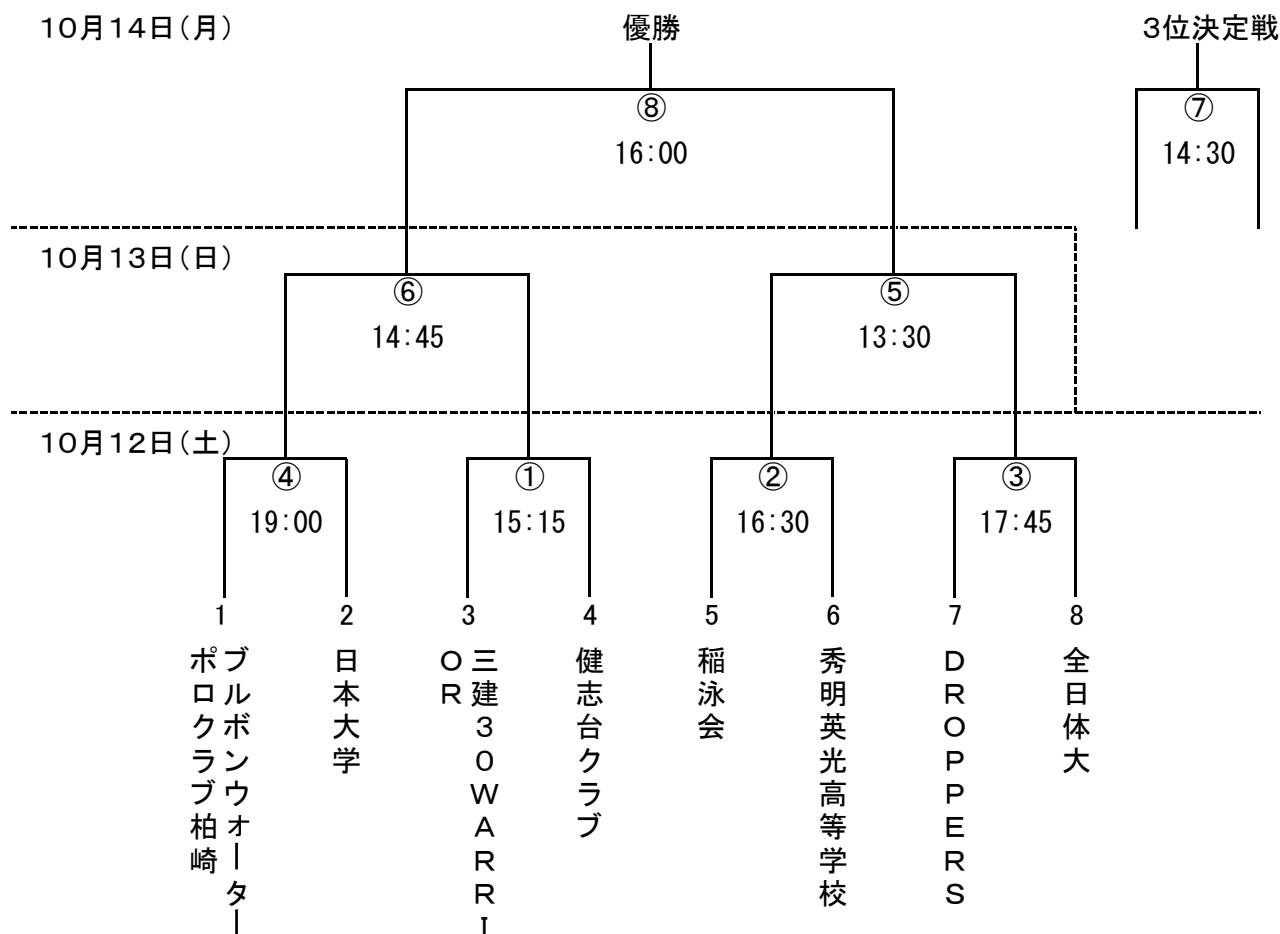 10月14日(月)
優勝
3位決定戦
⑧
⑦
16:00
14:30
10月13日(日)
⑥
⑤
14:45
13:30
10月12日(土)
④
①
②
③
19:00
15:15
16:30
17:45
1
2
3
4
5
6
7
8
ブルボンウォーター
ポロクラブ柏崎
日本大学
三建30WARRI
OR
健志台クラブ
稲泳会
秀明英光高等学校
DROPPERS
全日体大